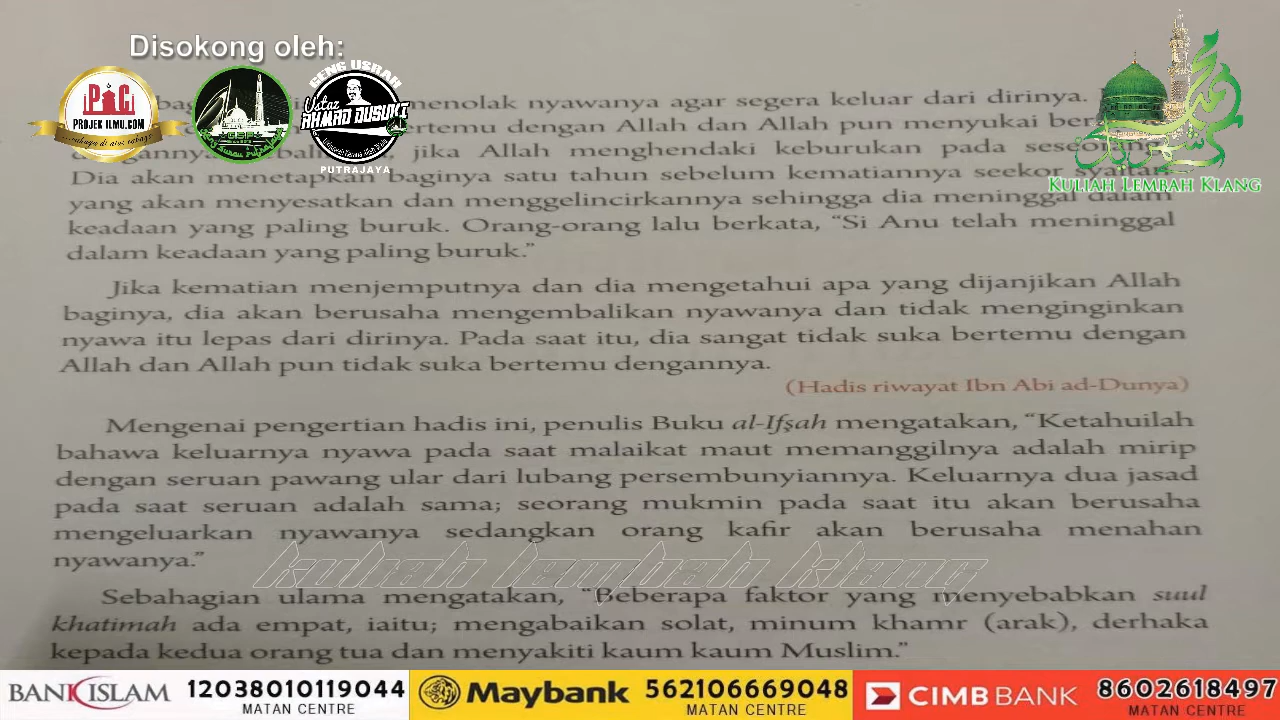 Disokong oleh:
PIC
PROJEK ILMU.COM
GENG USRAH
Ustaz
AHMAD DUSUKI
PUTRAJAYA
KULIAH LEMBAH KLANG
menolak nyawanya agar segera keluar dari dirinya.
dengan Allah dan Allah pun menyukai
jika Allah menghendaki keburukan pada
Dia akan menetapkan baginya satu tahun sebelum kematiannya seekor syaitan
yang akan menyesatkan dan menggelincirkannya sehingga dia meninggal dalam
keadaan yang paling buruk. Orang-orang lalu berkata, “Si Anu telah meninggal
dalam keadaan yang paling buruk.”
Jika kematian menjemputnya dan dia mengetahui apa yang dijanjikan Allah
baginya, dia akan berusaha mengembalikan nyawanya dan tidak menginginkan
nyawa itu lepas dari dirinya. Pada saat itu, dia sangat tidak suka bertemu dengan
Allah dan Allah pun tidak suka bertemu dengannya.
(Hadis riwayat Ibn Abi ad-Dunya)
Mengenai pengertian hadis ini, penulis Buku al-Ifṣah mengatakan, “Ketahuilah
bahawa keluarnya nyawa pada saat malaikat maut memanggilnya adalah mirip
dengan seruan pawang ular dari lubang persembunyiannya. Keluarnya dua jasad
pada saat seruan adalah sama; seorang mukmin pada saat itu akan berusaha
mengeluarkan nyawanya sedangkan orang kafir akan berusaha menahan
nyawanya.”
kuliah lembah klang
Sebahagian ulama mengatakan, “Beberapa faktor yang menyebabkan suul
khatimah ada empat, iaitu; mengabaikan solat, minum khamr (arak), derhaka
kepada kedua orang tua dan menyakiti kaum kaum Muslim.”
BANK ISLAM 12038010119044
MATAN CENTRE
Maybank 562106669048
MATAN CENTRE
CIMB BANK 8602618497
MATAN CENTRE